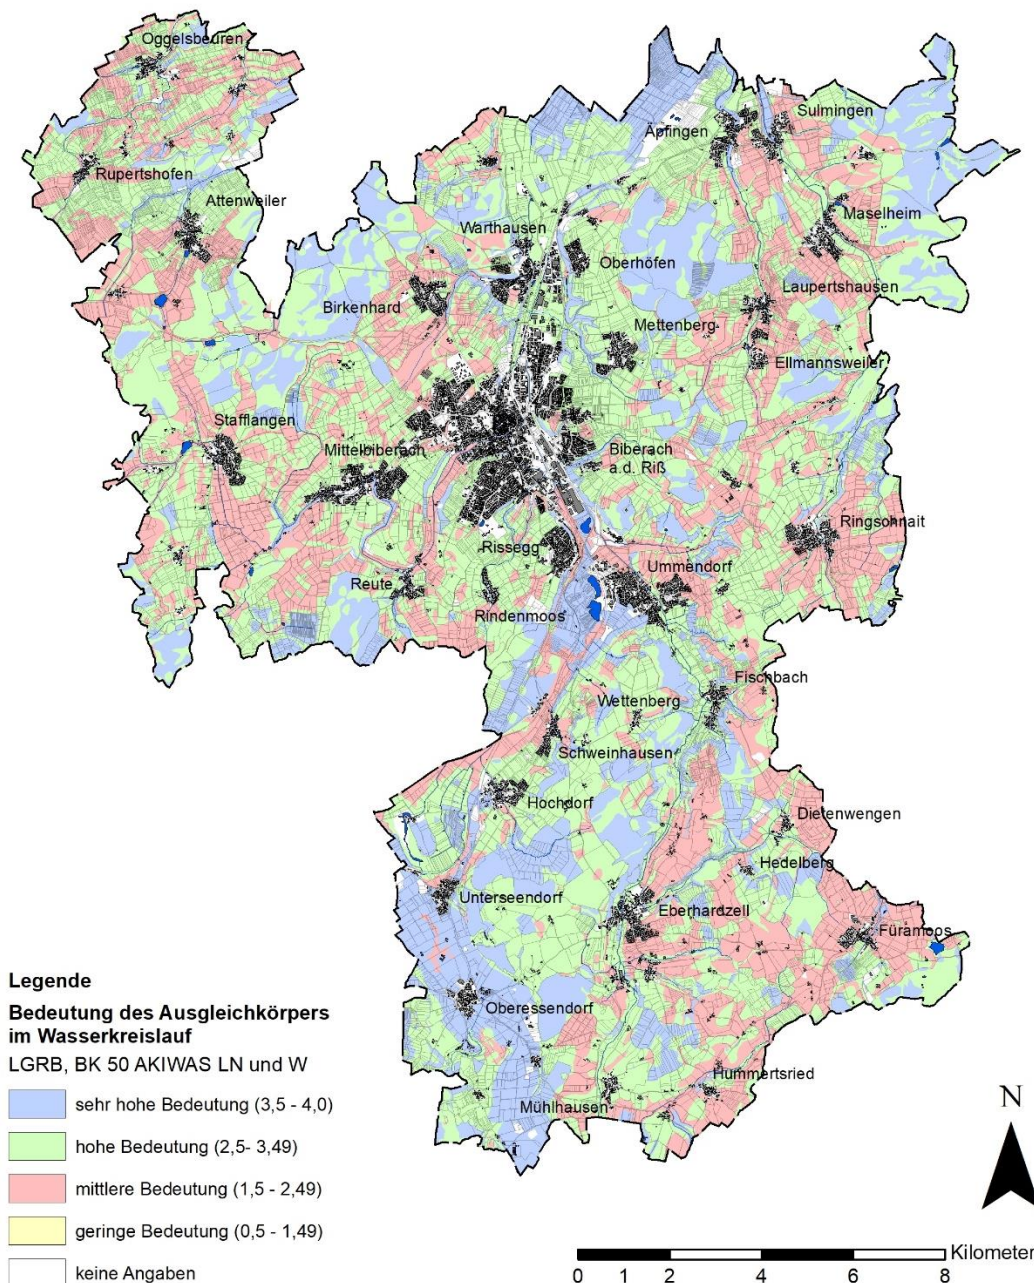 Oggelsbeuren
Sulmingen
Äpfingen
Rupertshofen
Attenweiler
Maselheim
Warthausen
Oberhöfen
Laupertshausen
Birkenhard
Mettenberg
Ellmannsweiler
Stafflangen
Mittelbiberach
Biberach
a.d. Riß
Ringschnait
Rissegg
Ummendorf
Reute
Rindenmoos
Fischbach
Wettenberg
Schweinhausen
Hochdorf
Dietenwengen
Hedelberg
Unterseendorf
Eberhardzell
Füramoos
Oberessendorf
Hummertsried
Mühlhausen
Legende
Bedeutung des Ausgleichkörpers
im Wasserkreislauf
LGRB, BK 50 AKIWAS LN und W
sehr hohe Bedeutung (3,5 - 4,0)
hohe Bedeutung (2,5- 3,49)
mittlere Bedeutung (1,5 - 2,49)
geringe Bedeutung (0,5 - 1,49)
keine Angaben
N
Kilometer
0 1 2 4 6 8